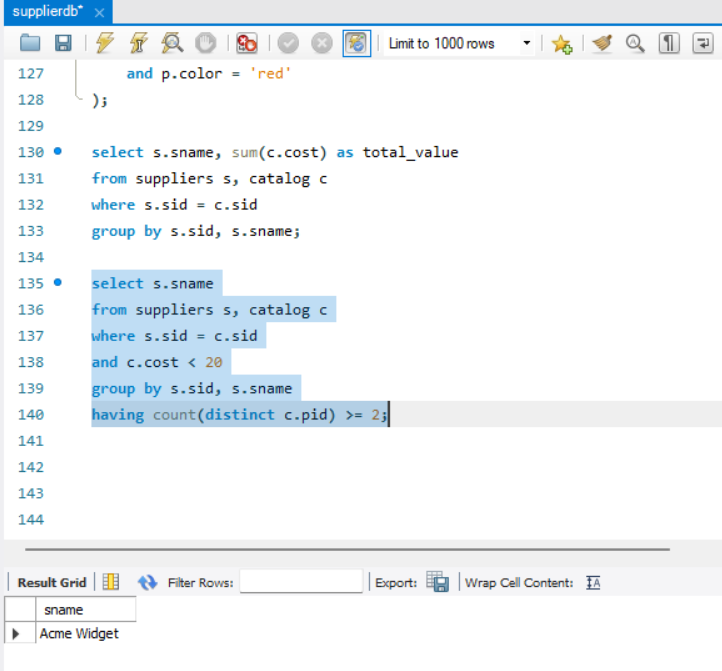 supplierdb* ×
Limit to 1000 rows
127 and p.color = 'red'
128 );
129
130 select s.sname, sum(c.cost) as total_value
131 from suppliers s, catalog c
132 where s.sid = c.sid
133 group by s.sid, s.sname;
134
135 select s.sname
136 from suppliers s, catalog c
137 where s.sid = c.sid
138 and c.cost < 20
139 group by s.sid, s.sname
140 having count(distinct c.pid) >= 2;
141
142
143
144
Result Grid Filter Rows: Export: Wrap Cell Content:
sname
Acme Widget